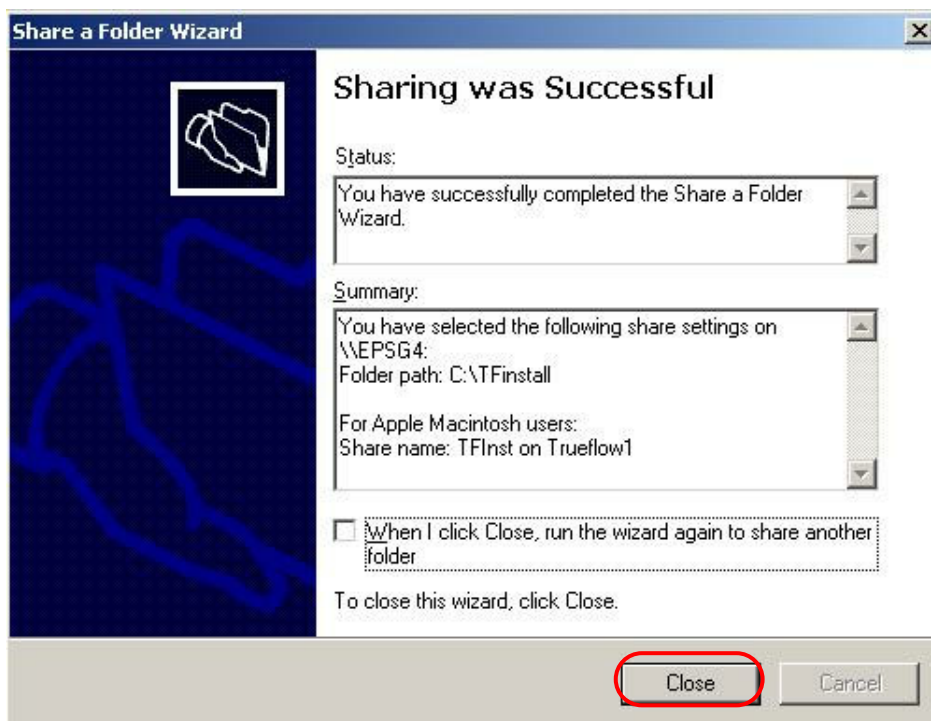 Share a Folder Wizard
Sharing was Successful
Status:
You have successfully completed the Share a Folder
Wizard.
Summary:
You have selected the following share settings on
\\EPSG4:
Folder path: C:\TFinstall
For Apple Macintosh users:
Share name: TFInst on Trueflow1
When I click Close, run the wizard again to share another
folder
To close this wizard, click Close.
Close
Cancel